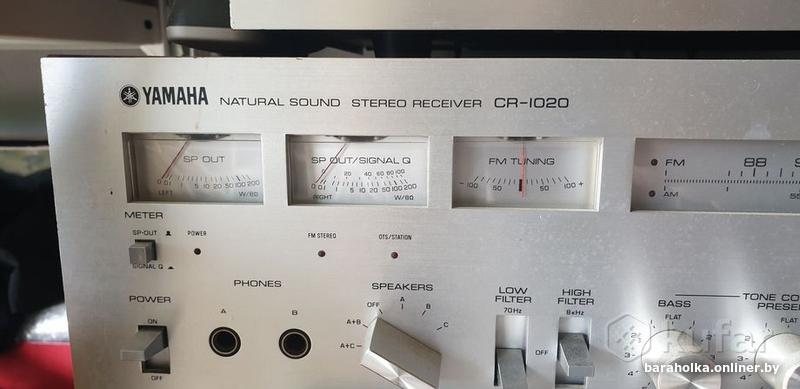 YAMAHA NATURAL SOUND STEREO RECEIVER CR-1020
SP OUT
0 .01 .1 1 5 10 25 50 100 200
LEFT W/8Ω
SP OUT/SIGNAL Q
20 40 60 80 100
0 .01 .1 1 5 10 25 50 100 200
RIGHT W/8Ω
FM TUNING
- 100 50 50 100 +
FM 88
AM
METER
SP-OUT
SIGNAL Q
POWER
FM STEREO
OTS/STATION
POWER
ON
OFF
PHONES
A B
SPEAKERS
OFF A B C
A+B
A+C
LOW
FILTER
70Hz
HIGH
FILTER
8kHz
OFF
TONE CO
BASS PRESE
FLAT FLAT
kufar
baraholka.onliner.by